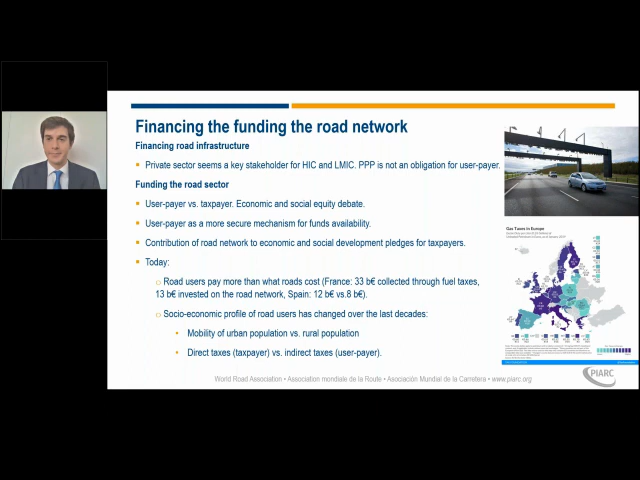 Financing the funding the road network
Financing road infrastructure
Private sector seems a key stakeholder for HIC and LMIC. PPP is not an obligation for user-payer.
Funding the road sector
User-payer vs. taxpayer. Economic and social equity debate.
User-payer as a more secure mechanism for funds availability.
Contribution of road network to economic and social development pledges for taxpayers.
Today:
Road users pay more than what roads cost (France: 33 b€ collected through fuel taxes,
13 b€ invested on the road network, Spain: 12 b€ vs.8 b€).
Socio-economic profile of road users has changed over the last decades:
Mobility of urban population vs. rural population
Direct taxes (taxpayer) vs. indirect taxes (user-payer).
Gas Taxes in Europe
World Road Association • Association mondiale de la Route • Asociación Mundial de la Carretera • www.piarc.org
PIARC